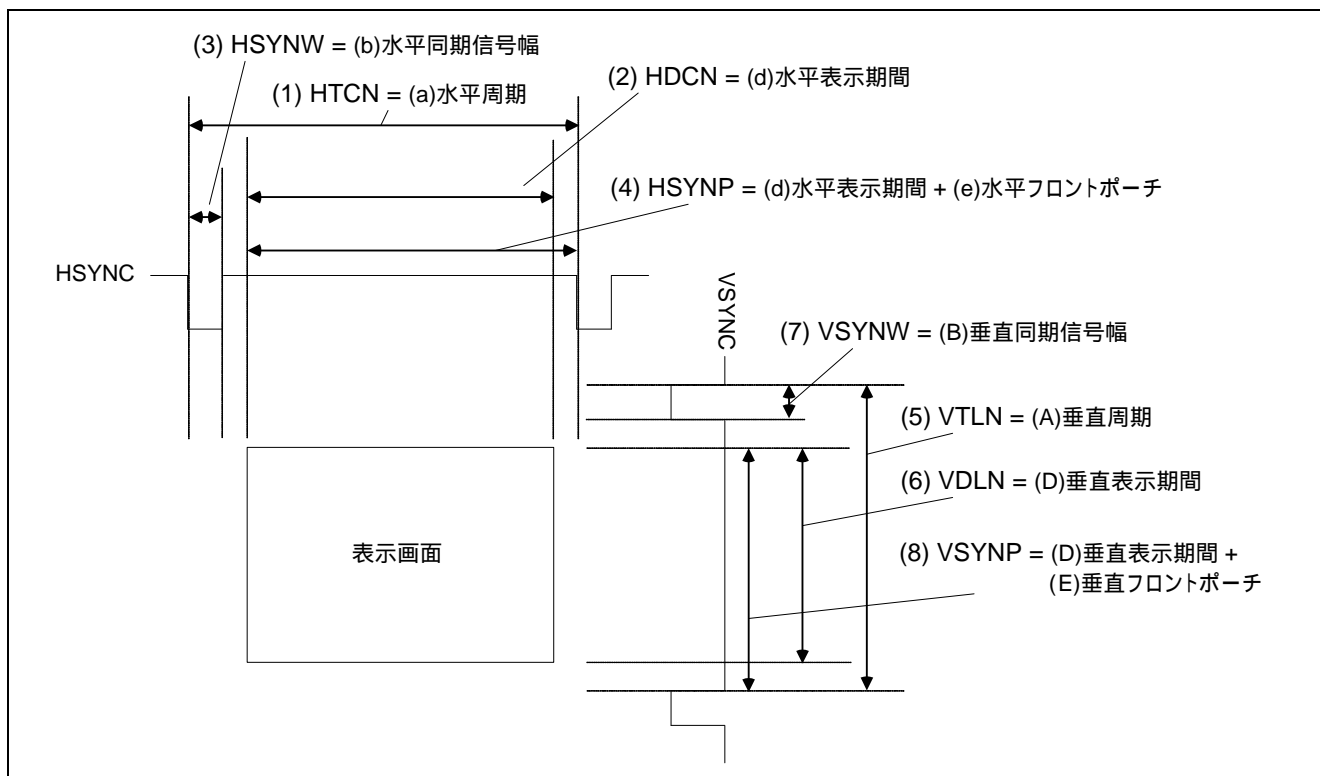 (3) HSYNW = (b)水平同期信号幅
(2) HDCN = (d)水平表示期間
(1) HTCN = (a)水平周期
(4) HSYNP = (d)水平表示期間 + (e)水平フロントポーチ
HSYNC
VSYNC
(7) VSYNW = (B)垂直同期信号幅
(5) VTLN = (A)垂直周期
(6) VDLN = (D)垂直表示期間
表示画面
(8) VSYNP = (D)垂直表示期間 +
(E)垂直フロントポーチ